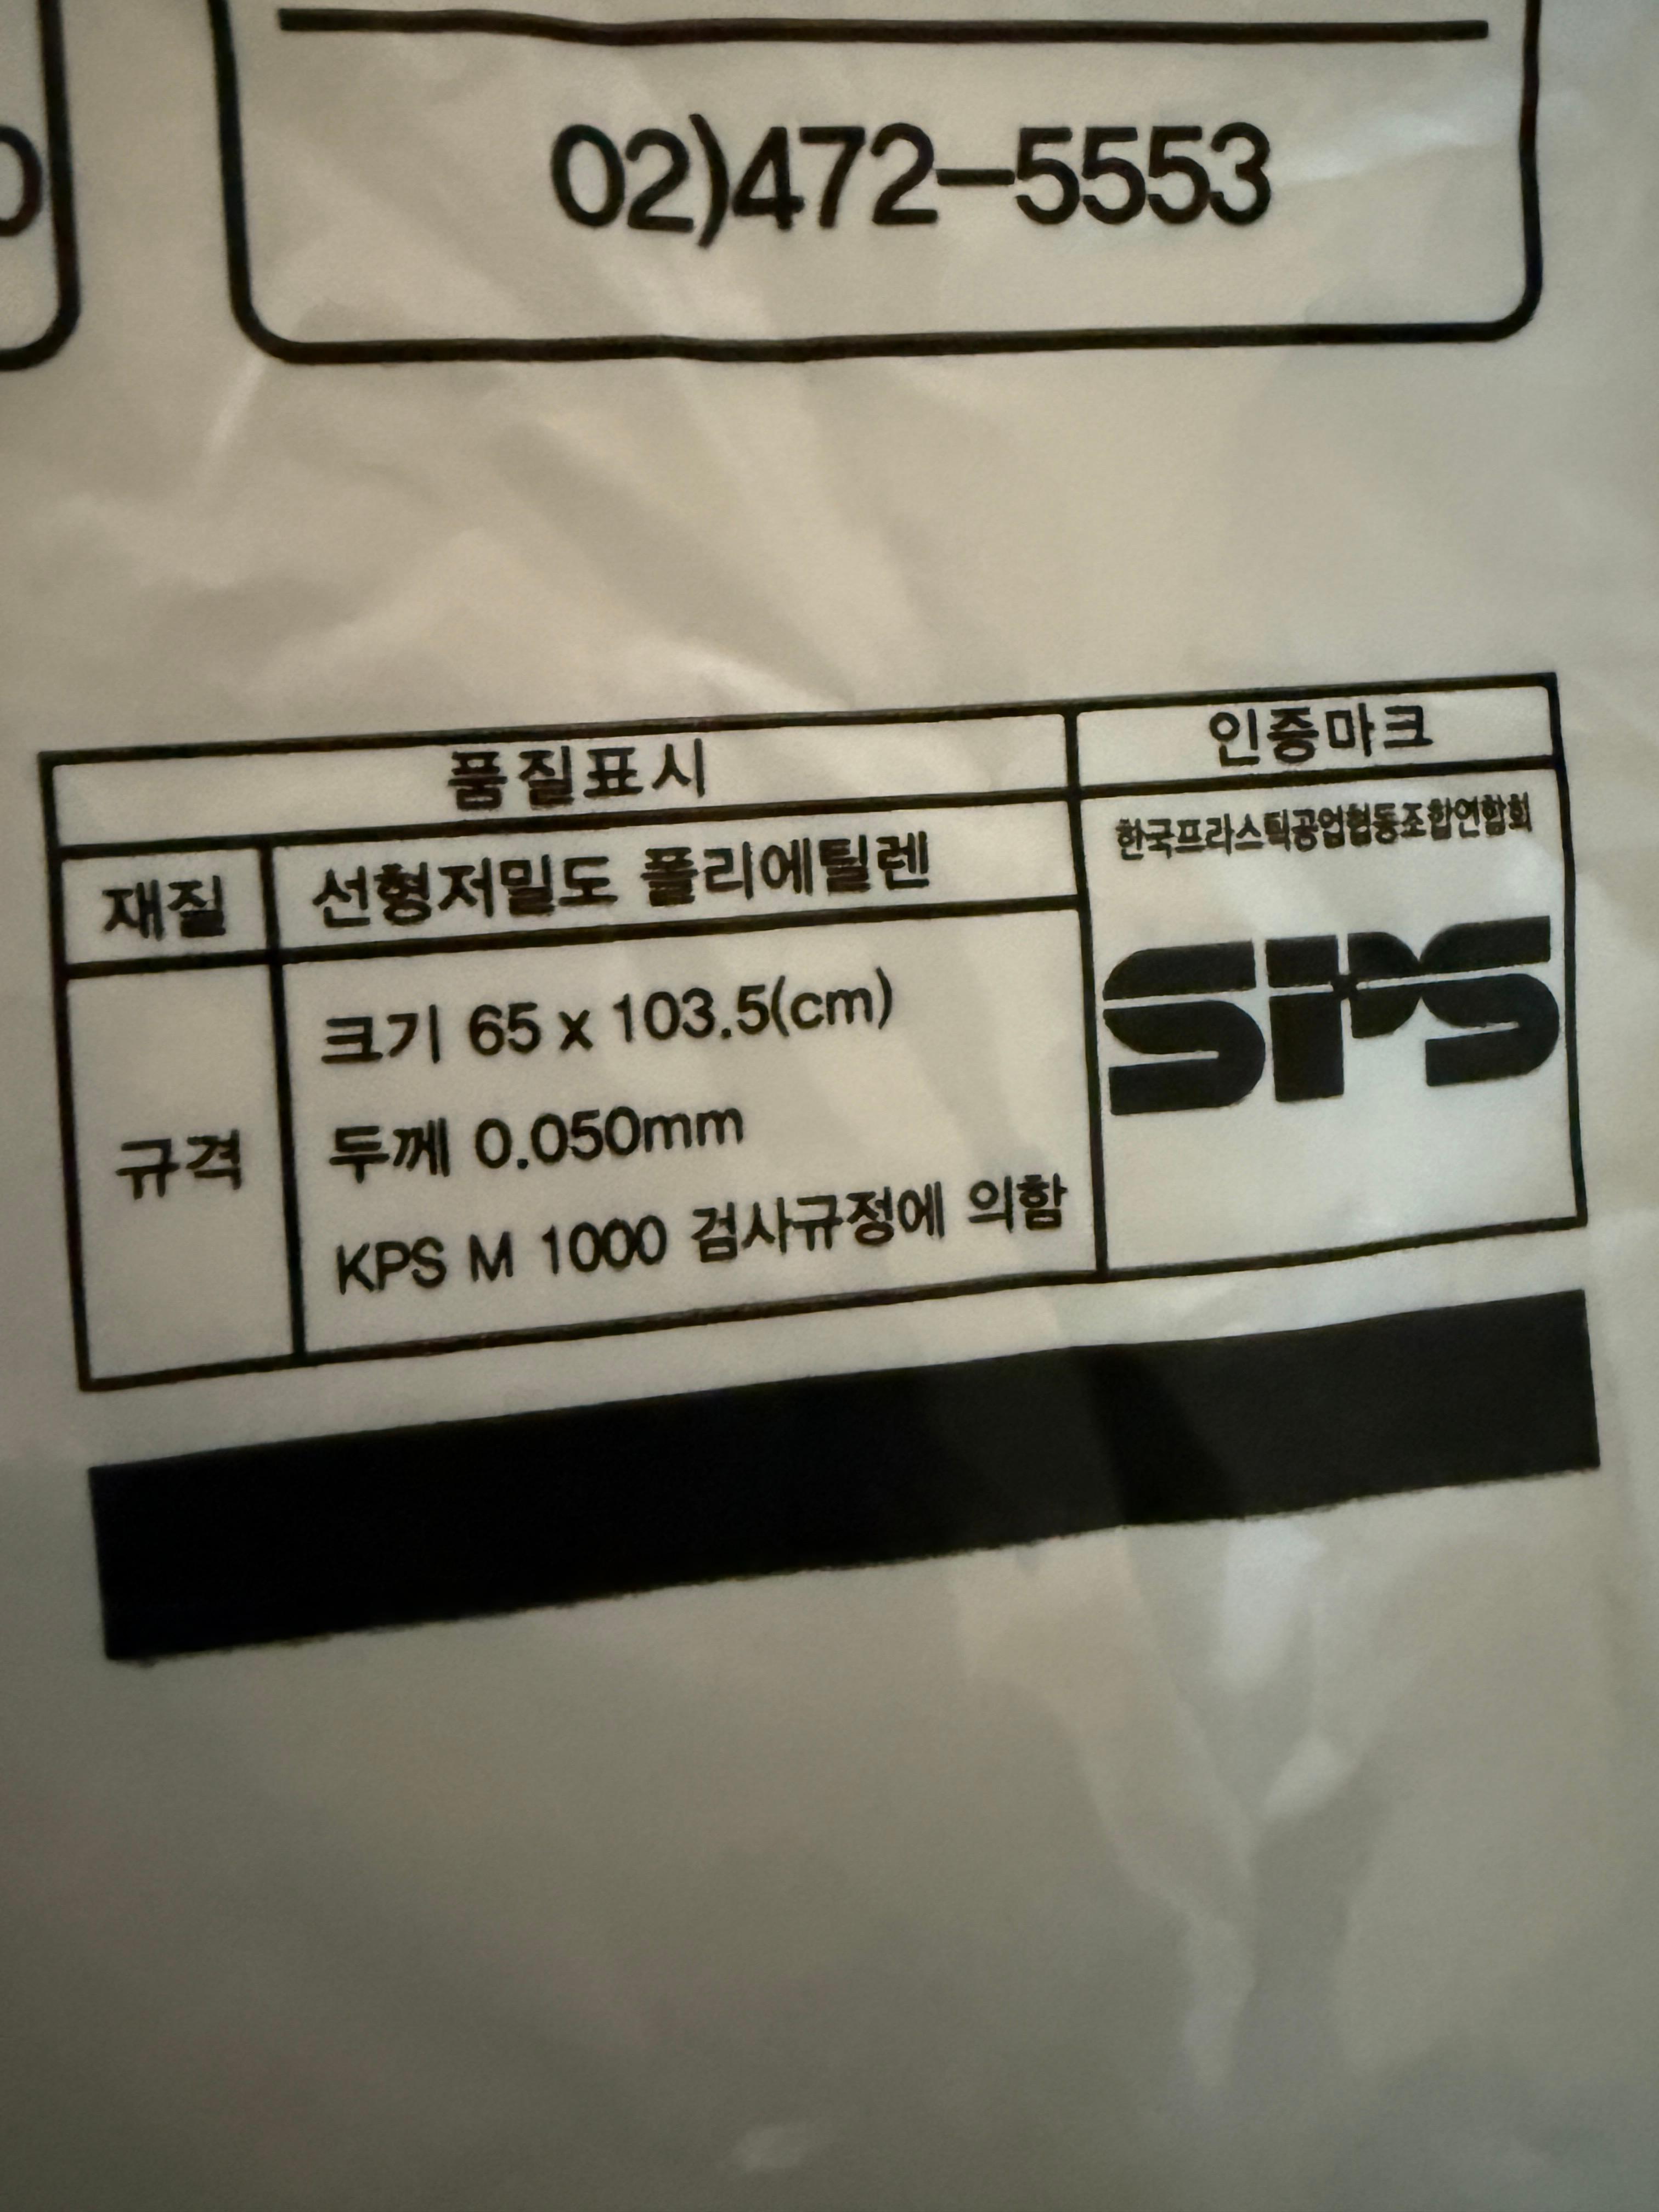 02)472-5553
품질표시
인증마크
재질
선형저밀도 폴리에틸렌
규격
크기 65 x 103.5(cm)
두께 0.050mm
KPS M 1000 검사규정에 의함
한국프라스틱공업협동조합연합회
SPS